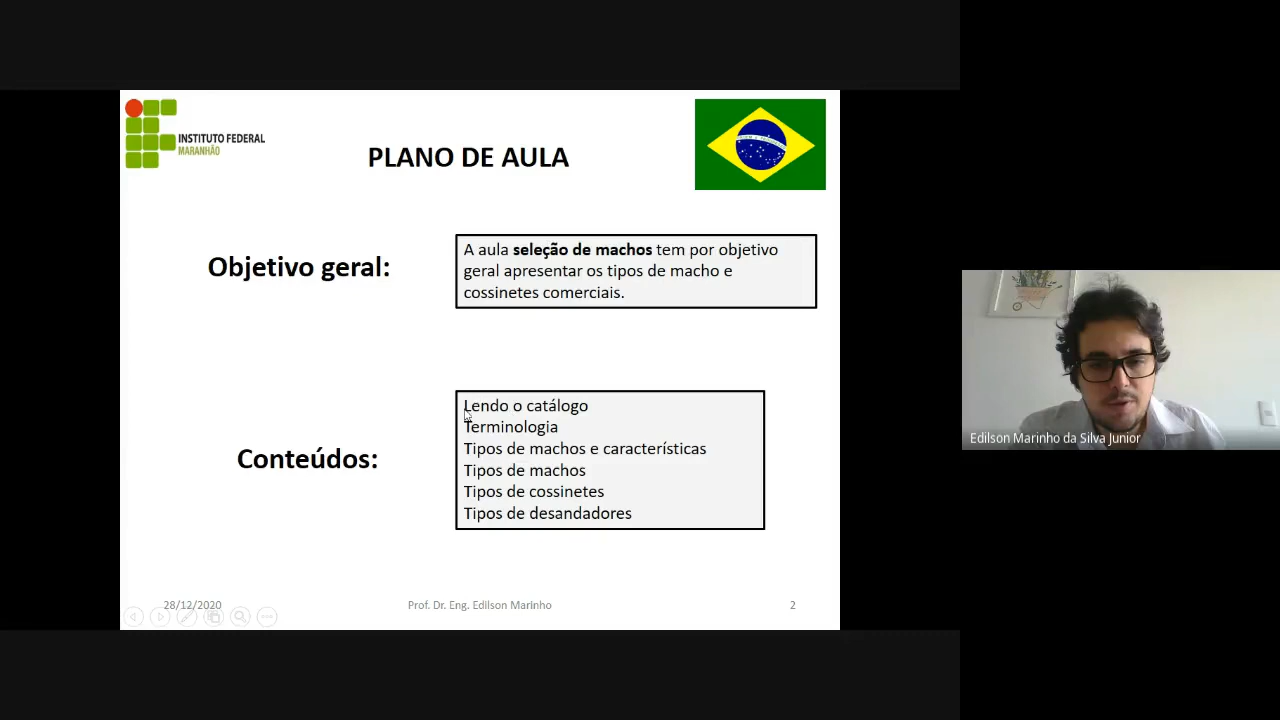 INSTITUTO FEDERAL
MARANHÃO
PLANO DE AULA
Objetivo geral:
A aula seleção de machos tem por objetivo
geral apresentar os tipos de macho e
cossinetes comerciais.
Conteúdos:
Lendo o catálogo
Terminologia
Tipos de machos e características
Tipos de machos
Tipos de cossinetes
Tipos de desandadores
28/12/2020
Prof. Dr. Eng. Edilson Marinho
2
Edilson Marinho da Silva Junior